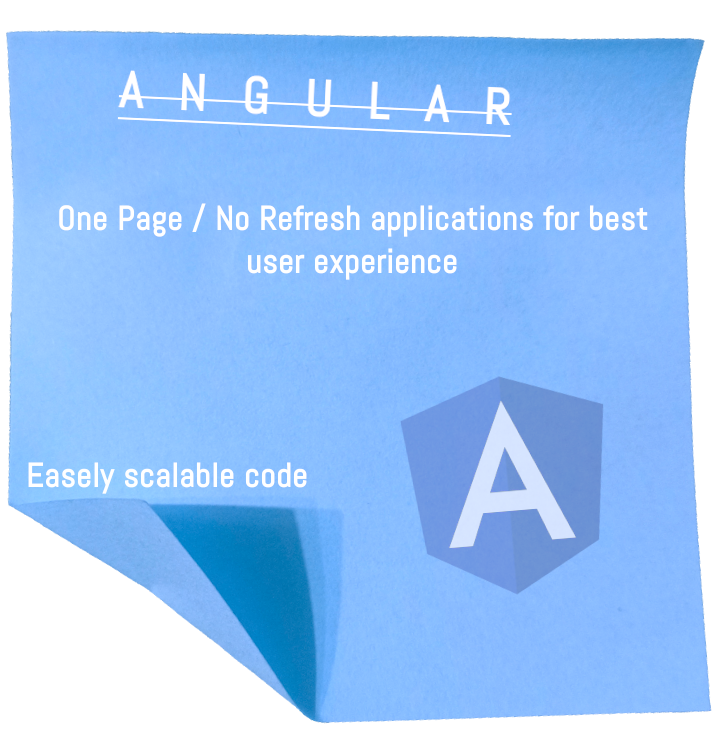 ANGULAR
One Page / No Refresh applications for best
user experience
A
Easely scalable code